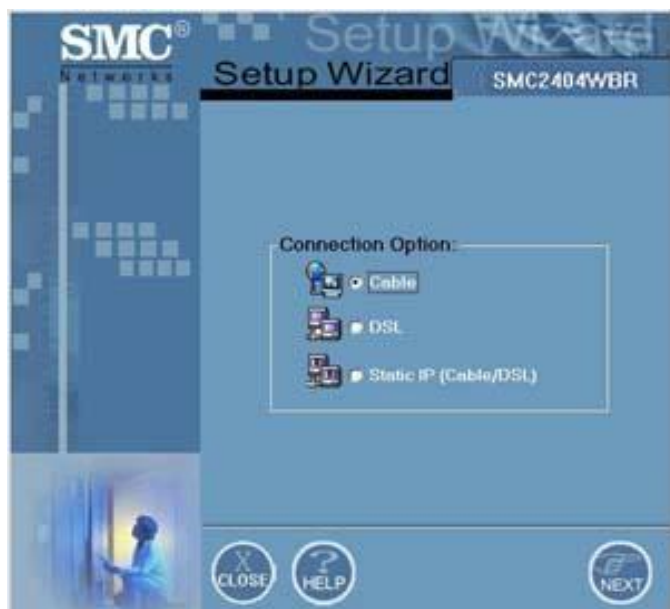 SMC®
Networks
Setup Wizard
Setup Wizard
SMC2404WBR
Connection Option:
Cable
DSL
Static IP (Cable/DSL)
X
CLOSE
?
HELP
NEXT